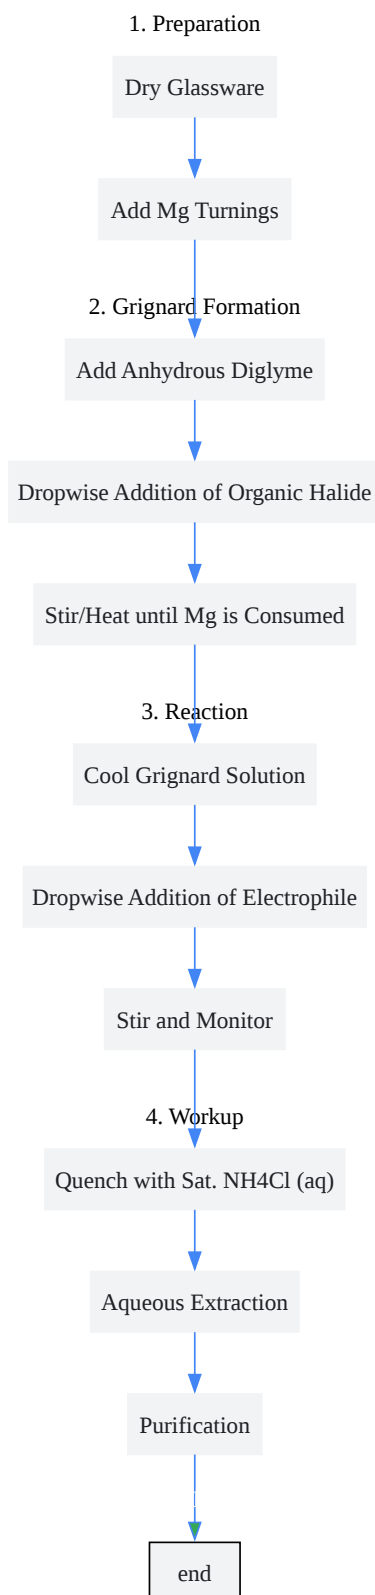 1. Preparation
Dry Glassware
Add Mg Turnings
2. Grignard Formation
Add Anhydrous Diglyme
Dropwise Addition of Organic Halide
Stir/Heat until Mg is Consumed
3. Reaction
Cool Grignard Solution
Dropwise Addition of Electrophile
Stir and Monitor
4. Workup
Quench with Sat. NH4Cl (aq)
Aqueous Extraction
Purification
end